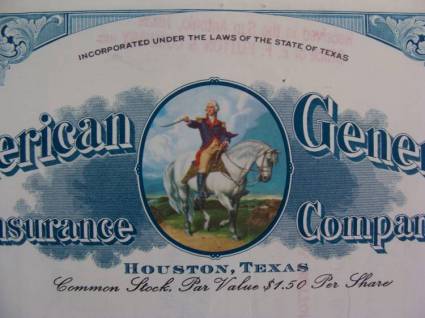 INCORPORATED UNDER THE LAWS OF THE STATE OF TEXAS
erican Gene
nsurance Compan
HOUSTON, TEXAS
Common Stock, Par Value $1.50 Per Share